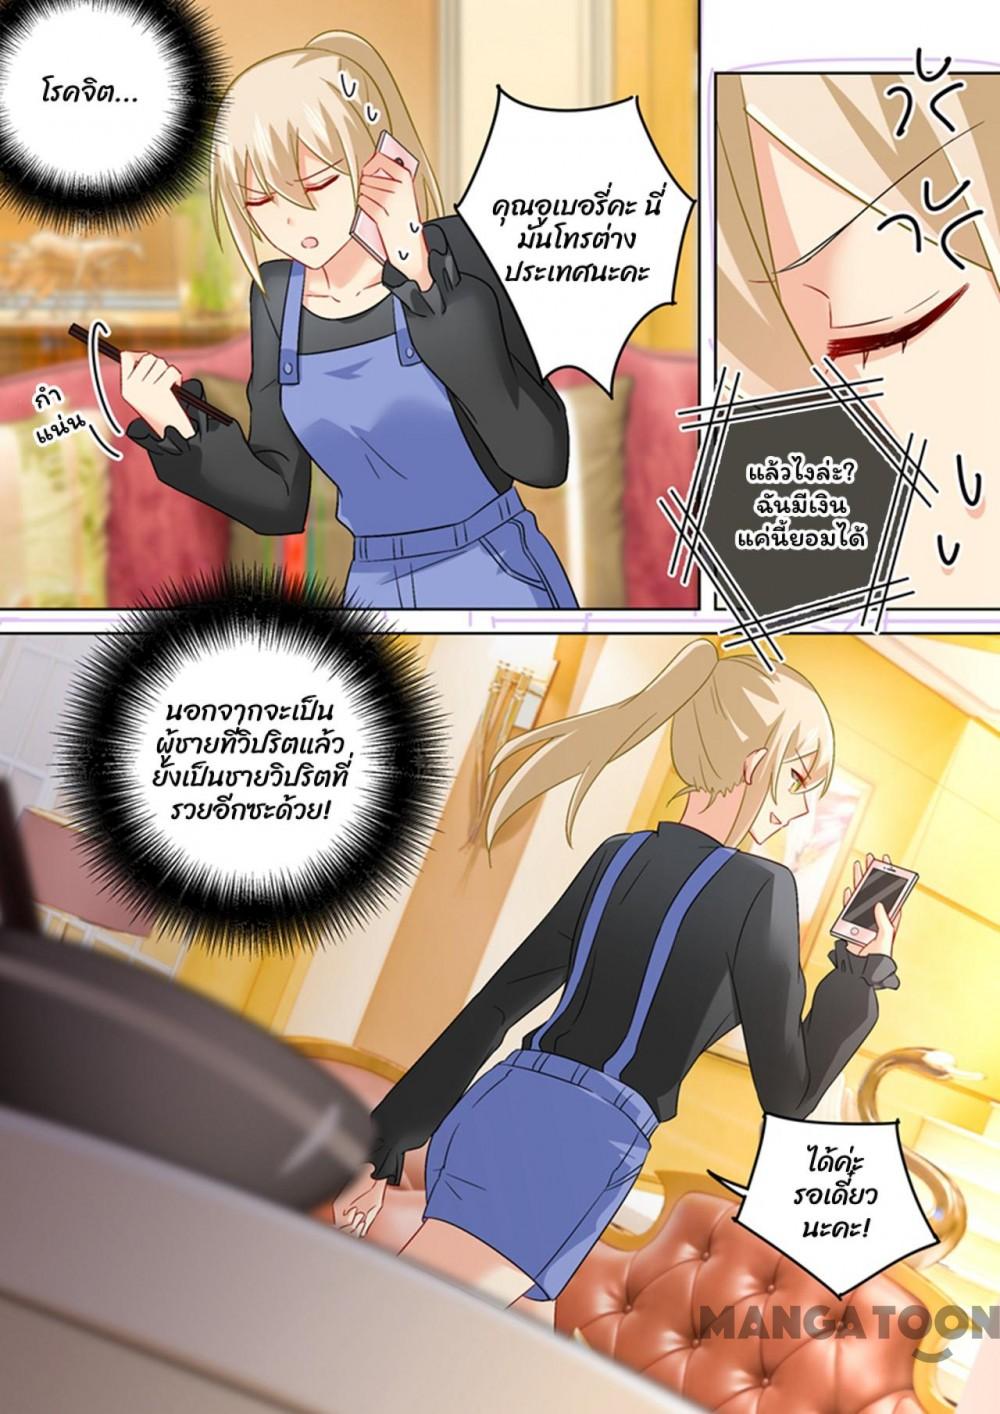 โรคจิต...
คุณอูเบอรี่คะ นี่
มันโทรต่าง
ประเทศนะคะ
กำ
แน่น
แล้วไงล่ะ?
ฉันมีเงิน
แค่นี้ยอมได้
นอกจากจะเป็น
ผู้ชายที่วิปริตแล้ว
ยังเป็นชายวิปริตที่
รวยอีกซะด้วย!
ได้ค่ะ
รอเดี๋ยว
นะคะ!
MANGATOON